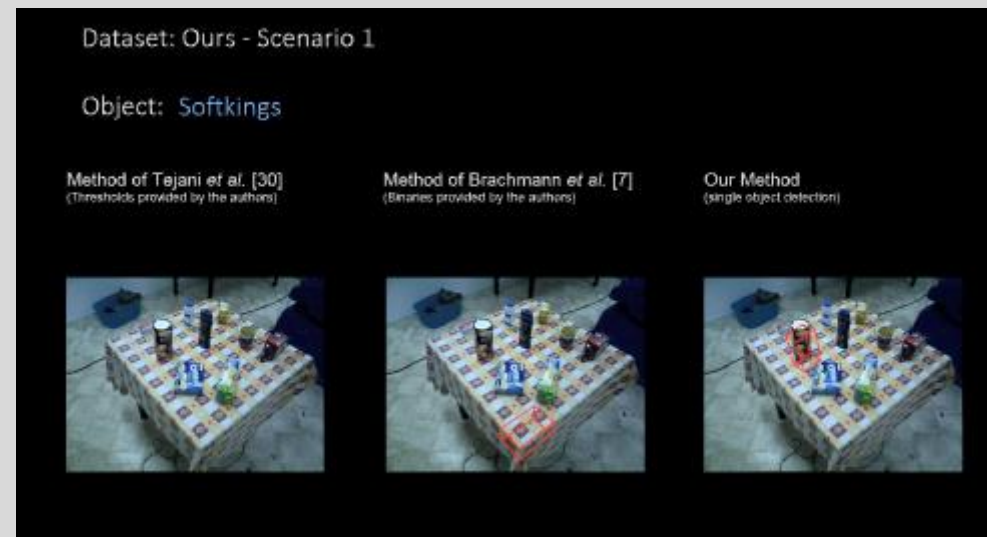 Dataset: Ours - Scenario 1
Object: Softkings
Method of Tejani et al. [30]
(Thresholds provided by the authors)
Method of Brachmann et al. [7]
(Binaries provided by the authors)
Our Method
(single object detection)